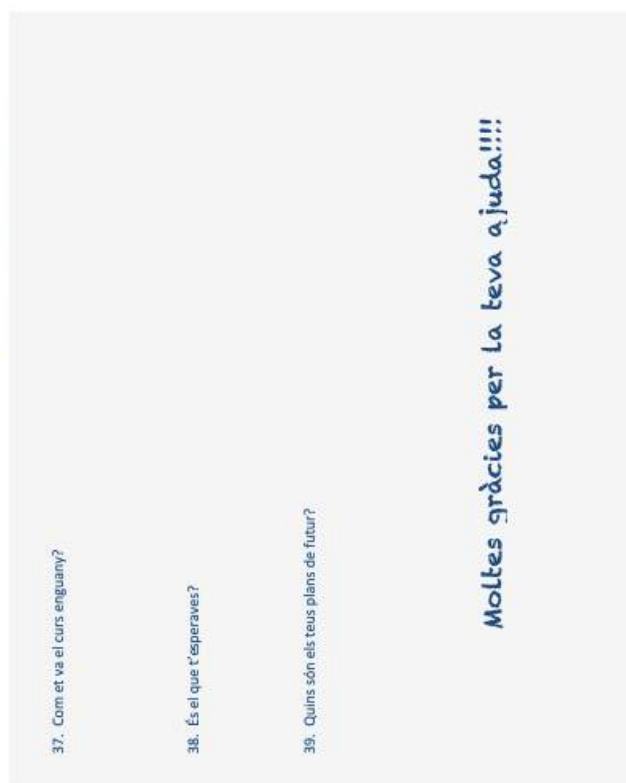 37. Com et va el curs enguany?
38. És el que t'esperaves?
39. Quins són els teus plans de futur?
Moltes gràcies per la teva ajuda!!!!